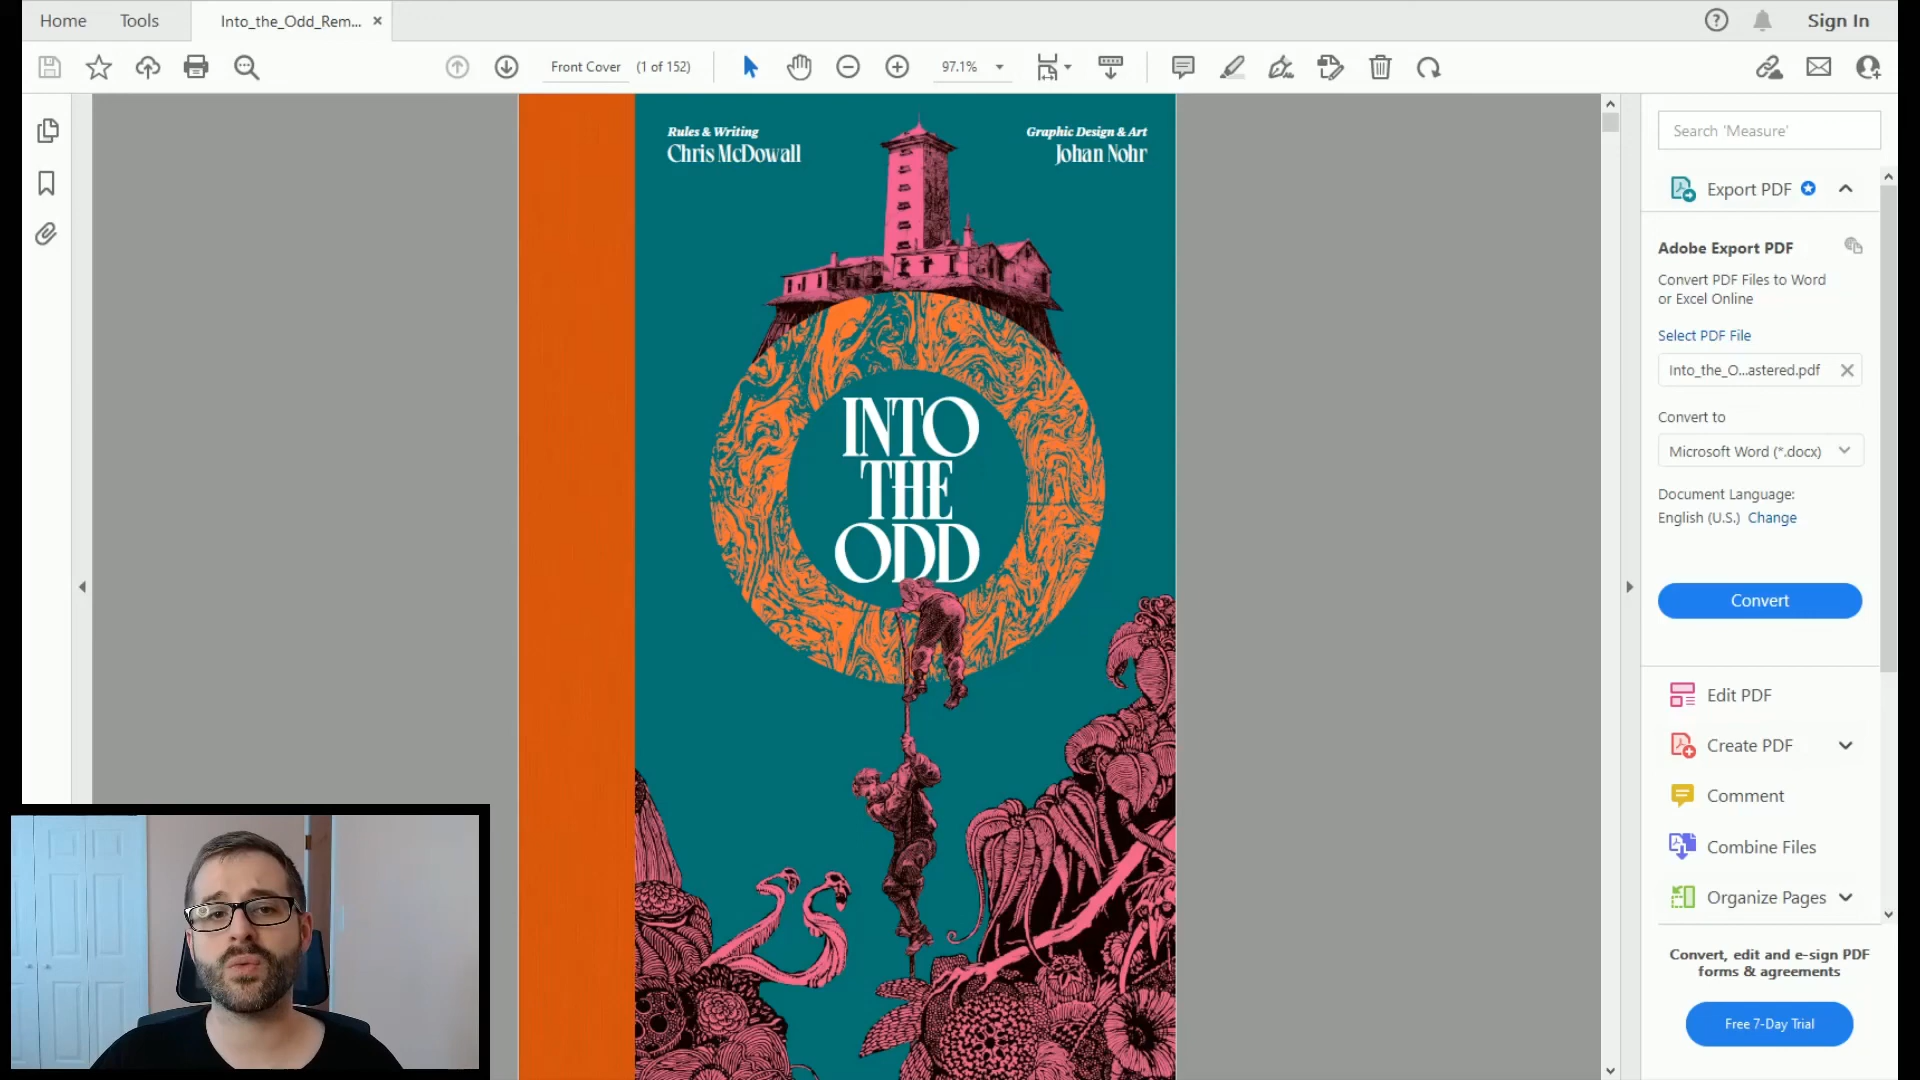 Home
Tools
Into_the_Odd_Rem...
Sign In
Front Cover
(1 of 152)
97.1%
Rules & Writing
Chris McDowall
Graphic Design & Art
Johan Nohr
INTO
THE
ODD
Search 'Measure'
Export PDF
Adobe Export PDF
Convert PDF Files to Word
or Excel Online
Select PDF File
Into_the_O...astered.pdf
Convert to
Microsoft Word (*.docx)
Document Language:
English (U.S.) Change
Convert
Edit PDF
Create PDF
Comment
Combine Files
Organize Pages
Convert, edit and e-sign PDF
forms & agreements
Free 7-Day Trial